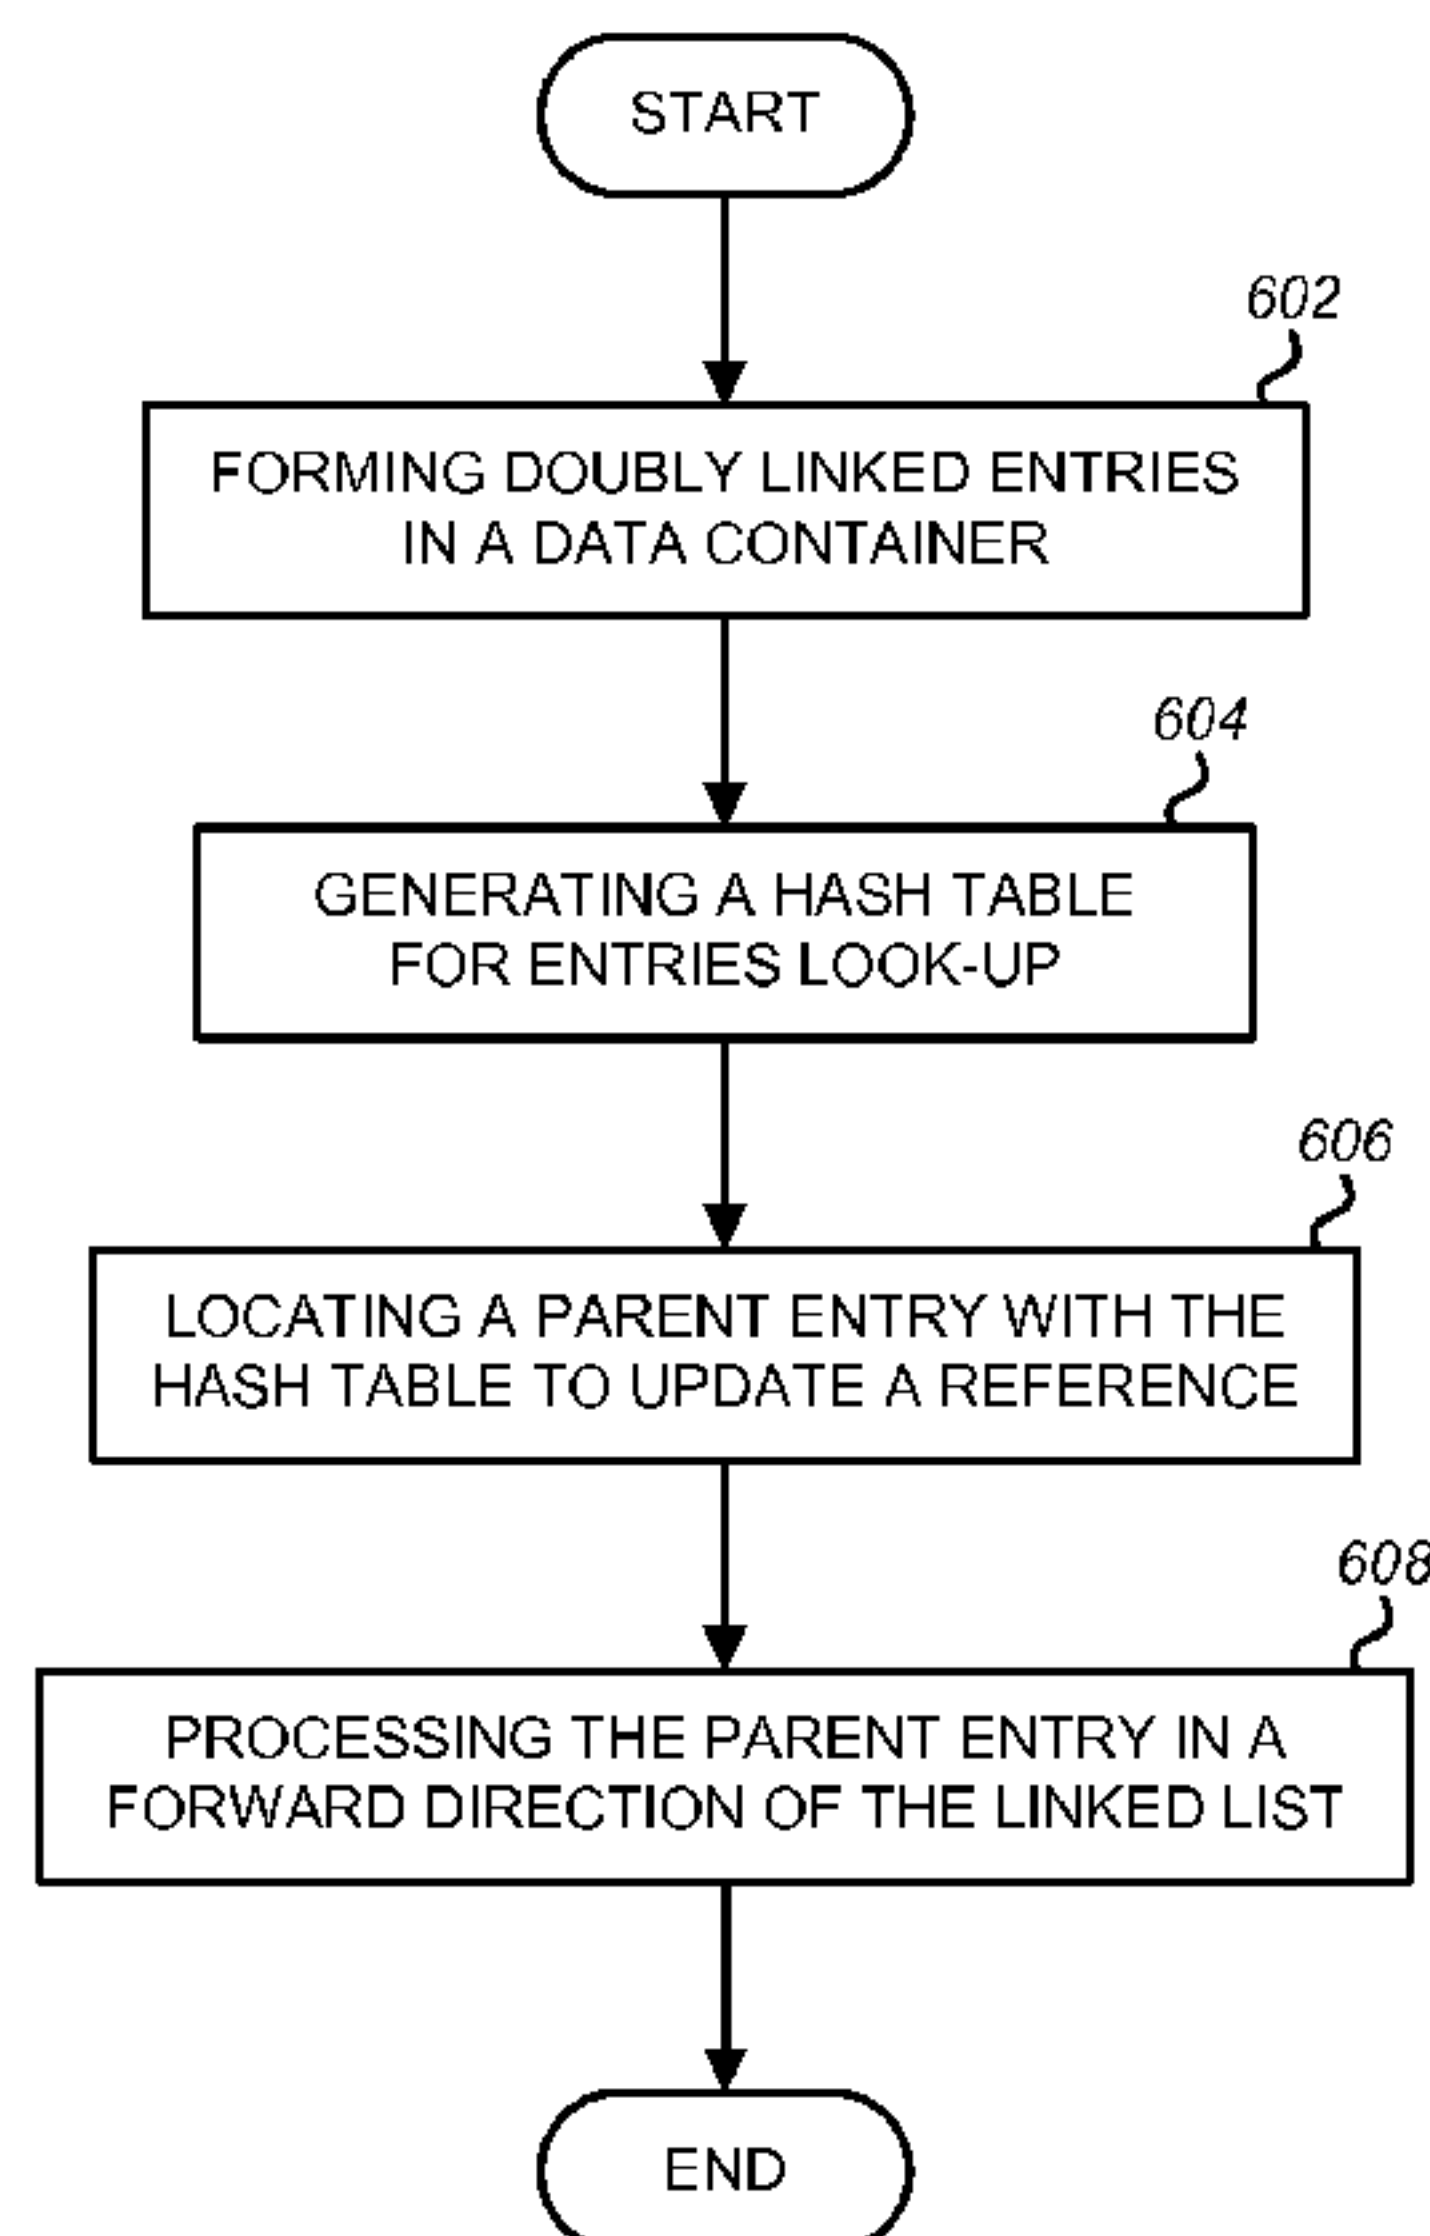 START
602
FORMING DOUBLY LINKED ENTRIES
IN A DATA CONTAINER
604
GENERATING A HASH TABLE
FOR ENTRIES LOOK-UP
606
LOCATING A PARENT ENTRY WITH THE
HASH TABLE TO UPDATE A REFERENCE
608
PROCESSING THE PARENT ENTRY IN A
FORWARD DIRECTION OF THE LINKED LIST
END